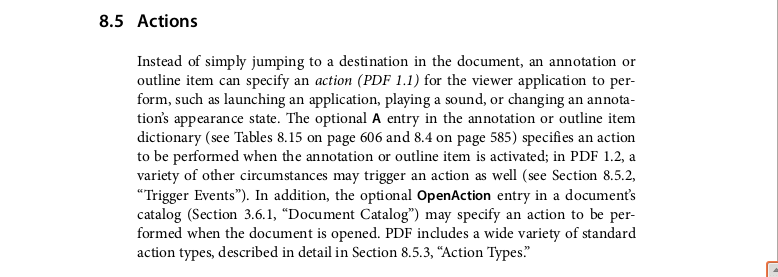 8.5 Actions
Instead of simply jumping to a destination in the document, an annotation or
outline item can specify an action (PDF 1.1) for the viewer application to per-
form, such as launching an application, playing a sound, or changing an annota-
tion’s appearance state. The optional A entry in the annotation or outline item
dictionary (see Tables 8.15 on page 606 and 8.4 on page 585) specifies an action
to be performed when the annotation or outline item is activated; in PDF 1.2, a
variety of other circumstances may trigger an action as well (see Section 8.5.2,
“Trigger Events”). In addition, the optional OpenAction entry in a document’s
catalog (Section 3.6.1, “Document Catalog”) may specify an action to be per-
formed when the document is opened. PDF includes a wide variety of standard
action types, described in detail in Section 8.5.3, “Action Types.”